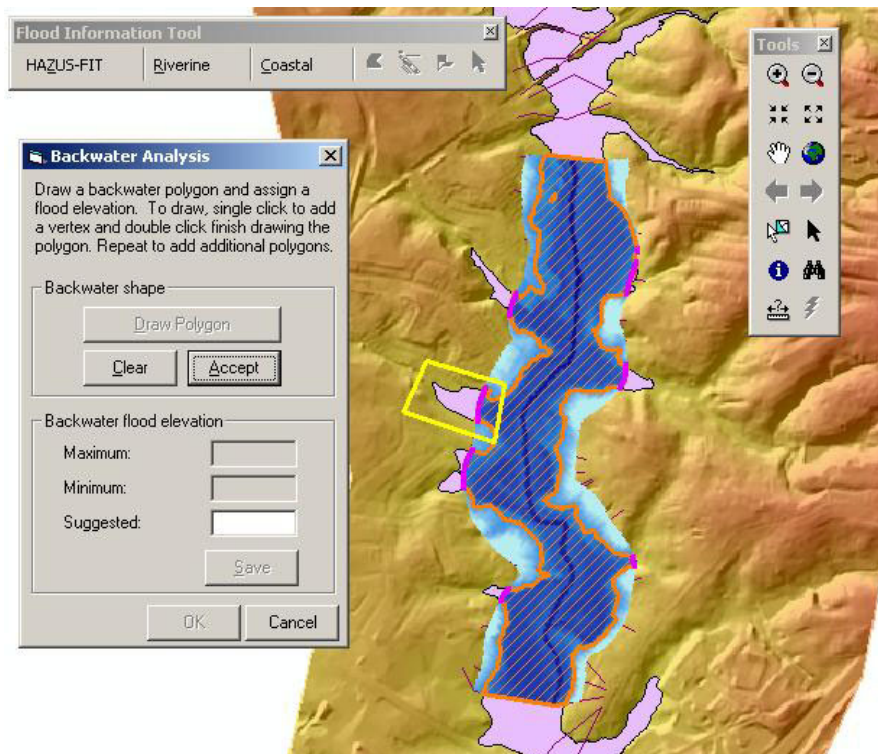 Flood Information Tool
HAZUS-FIT Riverine Coastal
Tools
Backwater Analysis
Draw a backwater polygon and assign a
flood elevation. To draw, single click to add
a vertex and double click finish drawing the
polygon. Repeat to add additional polygons.
Backwater shape
Draw Polygon
Clear Accept
Backwater flood elevation
Maximum:
Minimum:
Suggested:
Save
OK Cancel